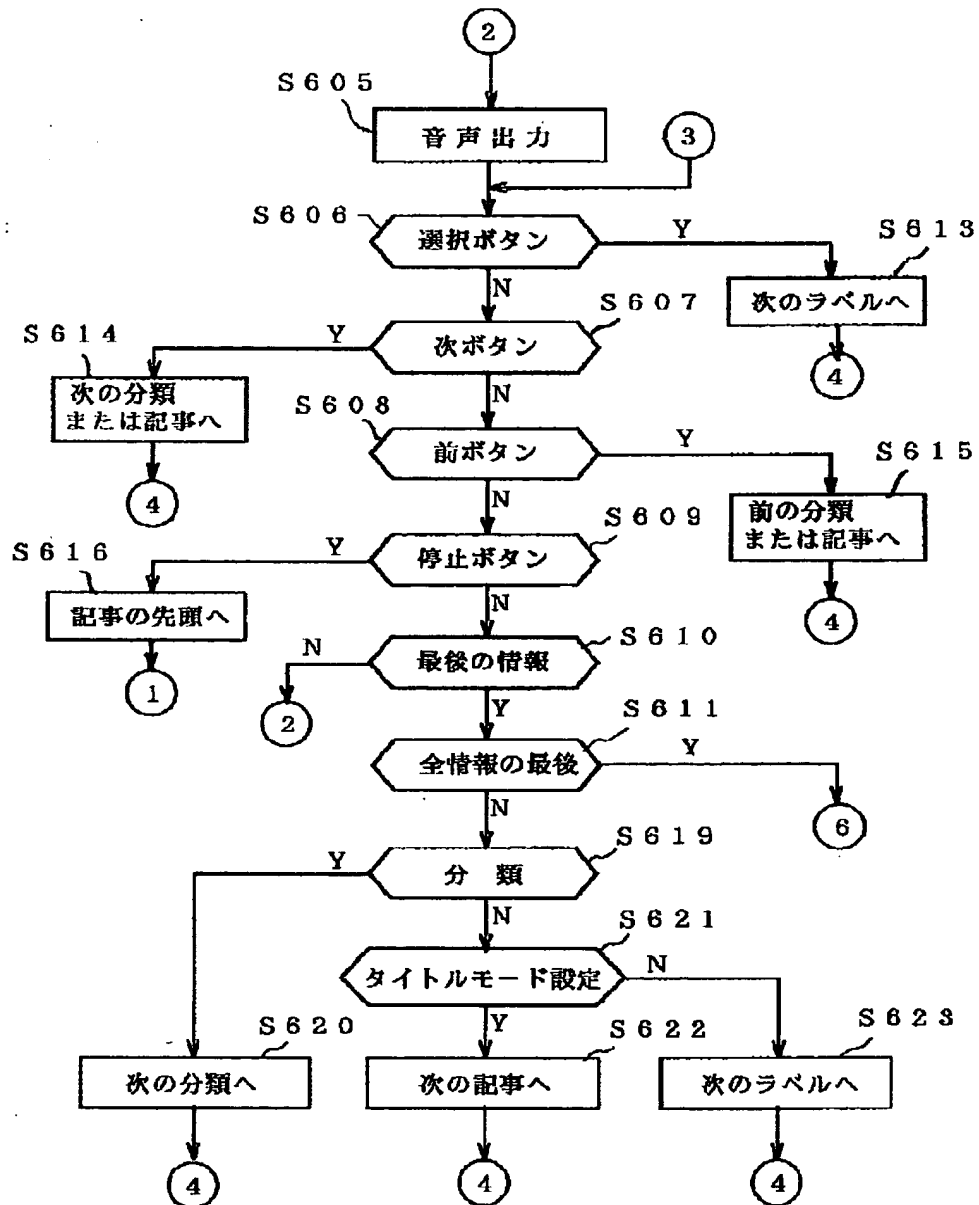 ②
S605
音声出力
③
S606
選択ボタン
Y
S613
N
次のラベルへ
S607
S614
Y
次ボタン
④
次の分類
または記事へ
N
S608
前ボタン
Y
S615
④
N
前の分類
または記事へ
S609
S616
Y
停止ボタン
記事の先頭へ
N
④
S610
N
最後の情報
①
②
Y
S611
全情報の最後
Y
N
⑥
S619
Y
分 類
N
S621
タイトルモード設定
N
S620
Y
S622
S623
次の分類へ
次の記事へ
次のラベルへ
④
④
④